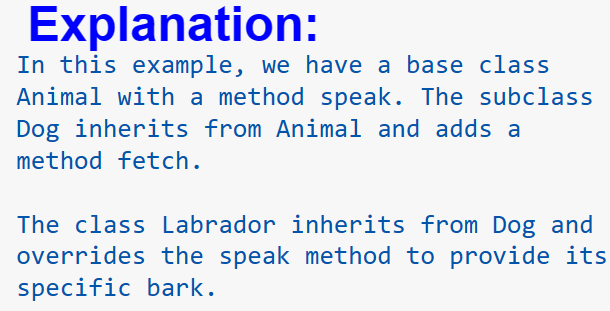 Explanation:
In this example, we have a base class
Animal with a method speak. The subclass
Dog inherits from Animal and adds a
method fetch.
The class Labrador inherits from Dog and
overrides the speak method to provide its
specific bark.